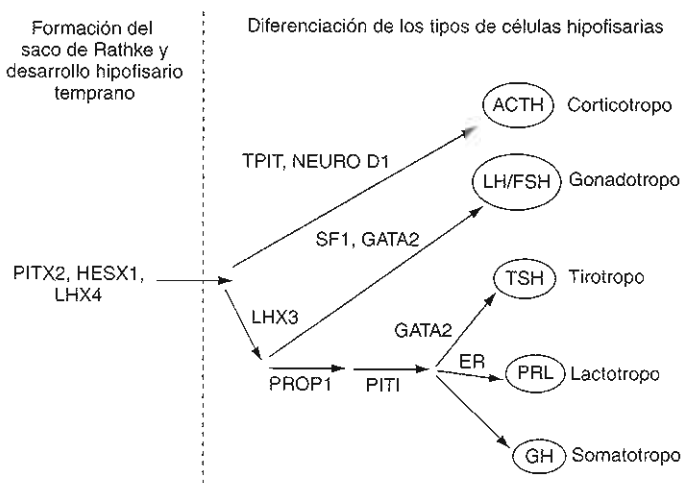 Formación del
saco de Rathke y
desarrollo hipofisario
temprano
Diferenciación de los tipos de células hipofisarias
ACTH Corticotropo
TPIT, NEURO D1
LH/FSH Gonadotropo
SF1, GATA2
PITX2, HESX1,
LHX4
TSH Tirotropo
LHX3
GATA2
ER
PRL Lactotropo
PROP1 PITI
GH Somatotropo